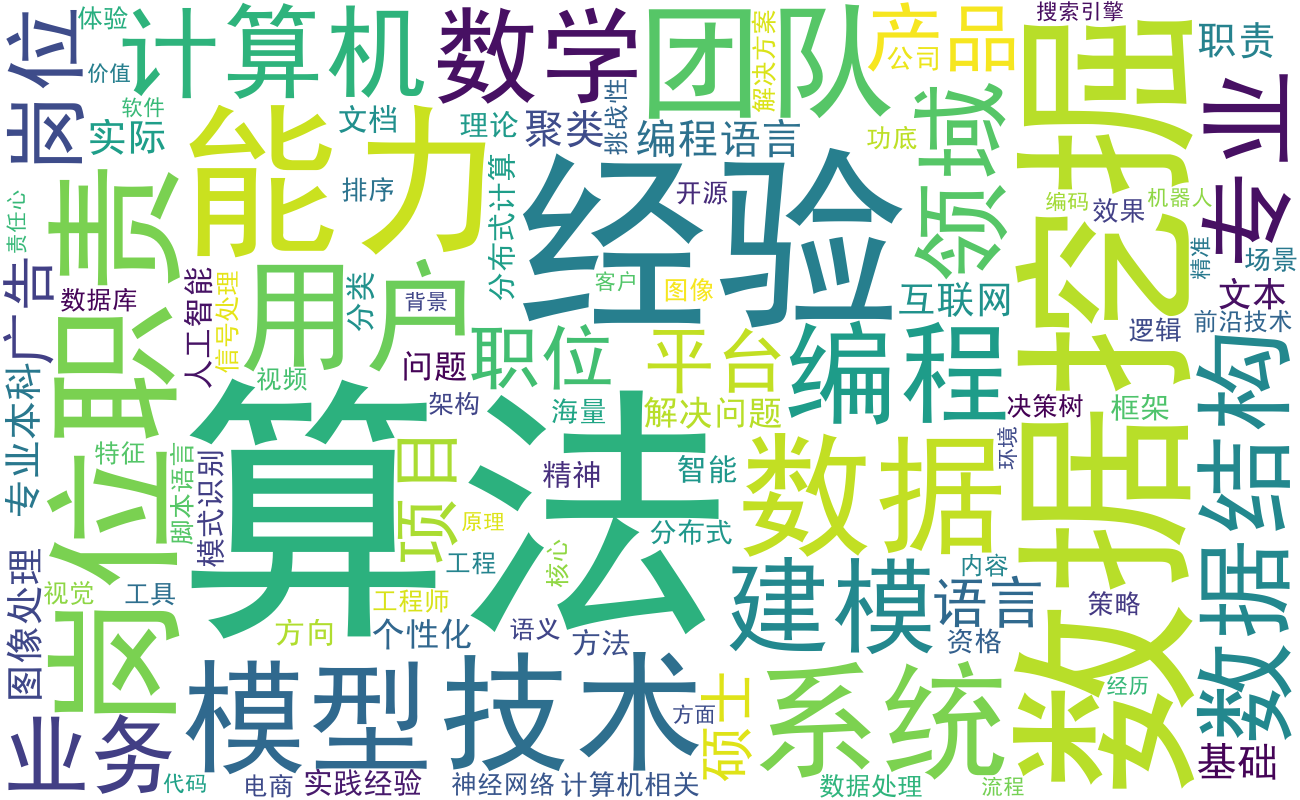 岗位
体验
价值
软件
实际
计算机
数学
团队
解决方案
产品
公司
搜索引擎
职责
数据挖掘
专业
能力
文档
理论
聚类
挑战性
编程语言
功底
领域
排序
分布式计算
经验
开源
编码
效果
机器人
责任心
岗位职责
广告
数据库
人工智能
信号处理
用户
分类
背景
客户
图像
互联网
精准
场景
文本
逻辑
前沿技术
问题
职位
平台
编程
视频
架构
海量
解决问题
决策树
框架
专业本科
特征
脚本语言
模式识别
算法
项目
精神
智能
数据
环境
数据结构
原理
分布式
工程
核心
内容
图像处理
视觉
工具
工程师
建模
语言
策略
方向
个性化
语义
方法
资格
业务
模型
技术
硕士
方面
系统
经历
基础
代码
电商
实践经验
神经网络
计算机相关
数据处理
流程